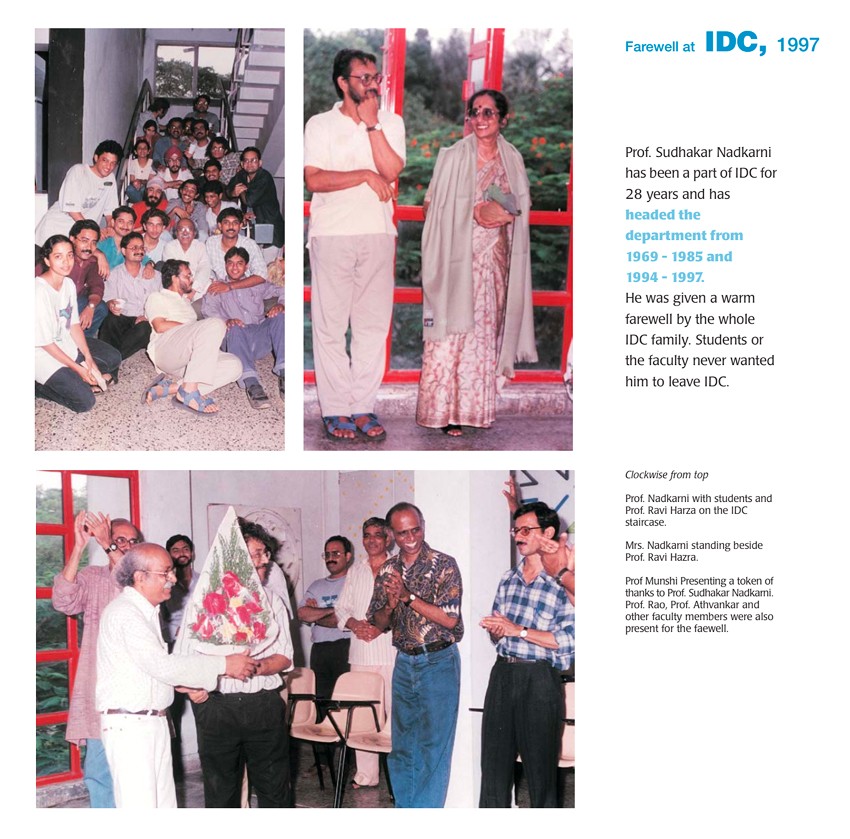 Farewell at IDC, 1997
Prof. Sudhakar Nadkarni
has been a part of IDC for
28 years and has
headed the
department from
1969 - 1985 and
1994 - 1997.
He was given a warm
farewell by the whole
IDC family. Students or
the faculty never wanted
him to leave IDC.
Clockwise from top
Prof. Nadkarni with students and
Prof. Ravi Harza on the IDC
staircase.
Mrs. Nadkarni standing beside
Prof. Ravi Hazra.
Prof Munshi Presenting a token of
thanks to Prof. Sudhakar Nadkarni.
Prof. Rao, Prof. Athvankar and
other faculty members were also
present for the faewell.